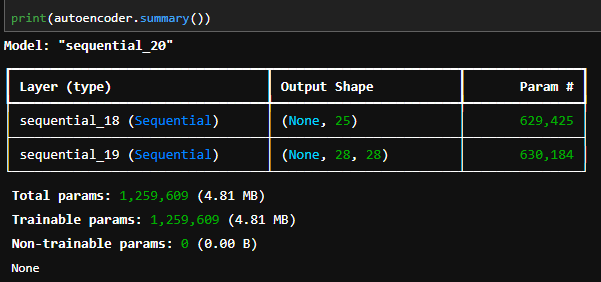 print(autoencoder.summary())
Model: "sequential_20"
Layer (type) Output Shape Param #
sequential_18 (Sequential) (None, 25) 629,425
sequential_19 (Sequential) (None, 28, 28) 630,184
Total params: 1,259,609 (4.81 MB)
Trainable params: 1,259,609 (4.81 MB)
Non-trainable params: 0 (0.00 B)
None